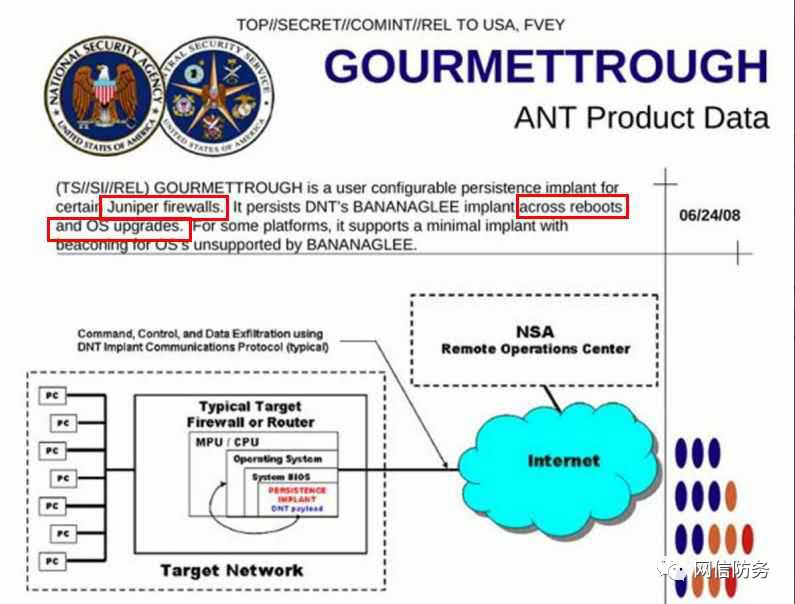 TOP//SECRET//COMINT//REL TO USA, FVEY
NATIONAL SECURITY AGENCY
UNITED STATES OF AMERICA
TRAL SECURITY SERVICE
UNITED STATES OF AMERICA
GOURMETTROUGH
ANT Product Data
(TS//SI//REL) GOURMETTROUGH is a user configurable persistence implant for
certain Juniper firewalls. It persists DNT's BANANAGLEE implant across reboots
and OS upgrades. For some platforms, it supports a minimal implant with
beaconing for OS's unsupported by BANANAGLEE.
06/24/08
Command, Control, and Data Exfiltration using
DNT Implant Communications Protocol (typical)
NSA
Remote Operations Center
PC
PC
PC
PC
PC
PC
PC
Typical Target
Firewall or Router
MPU / CPU
Operating System
System BIOS
PERSISTENCE
IMPLANT
DNT payload
Internet
Target Network
网信防务